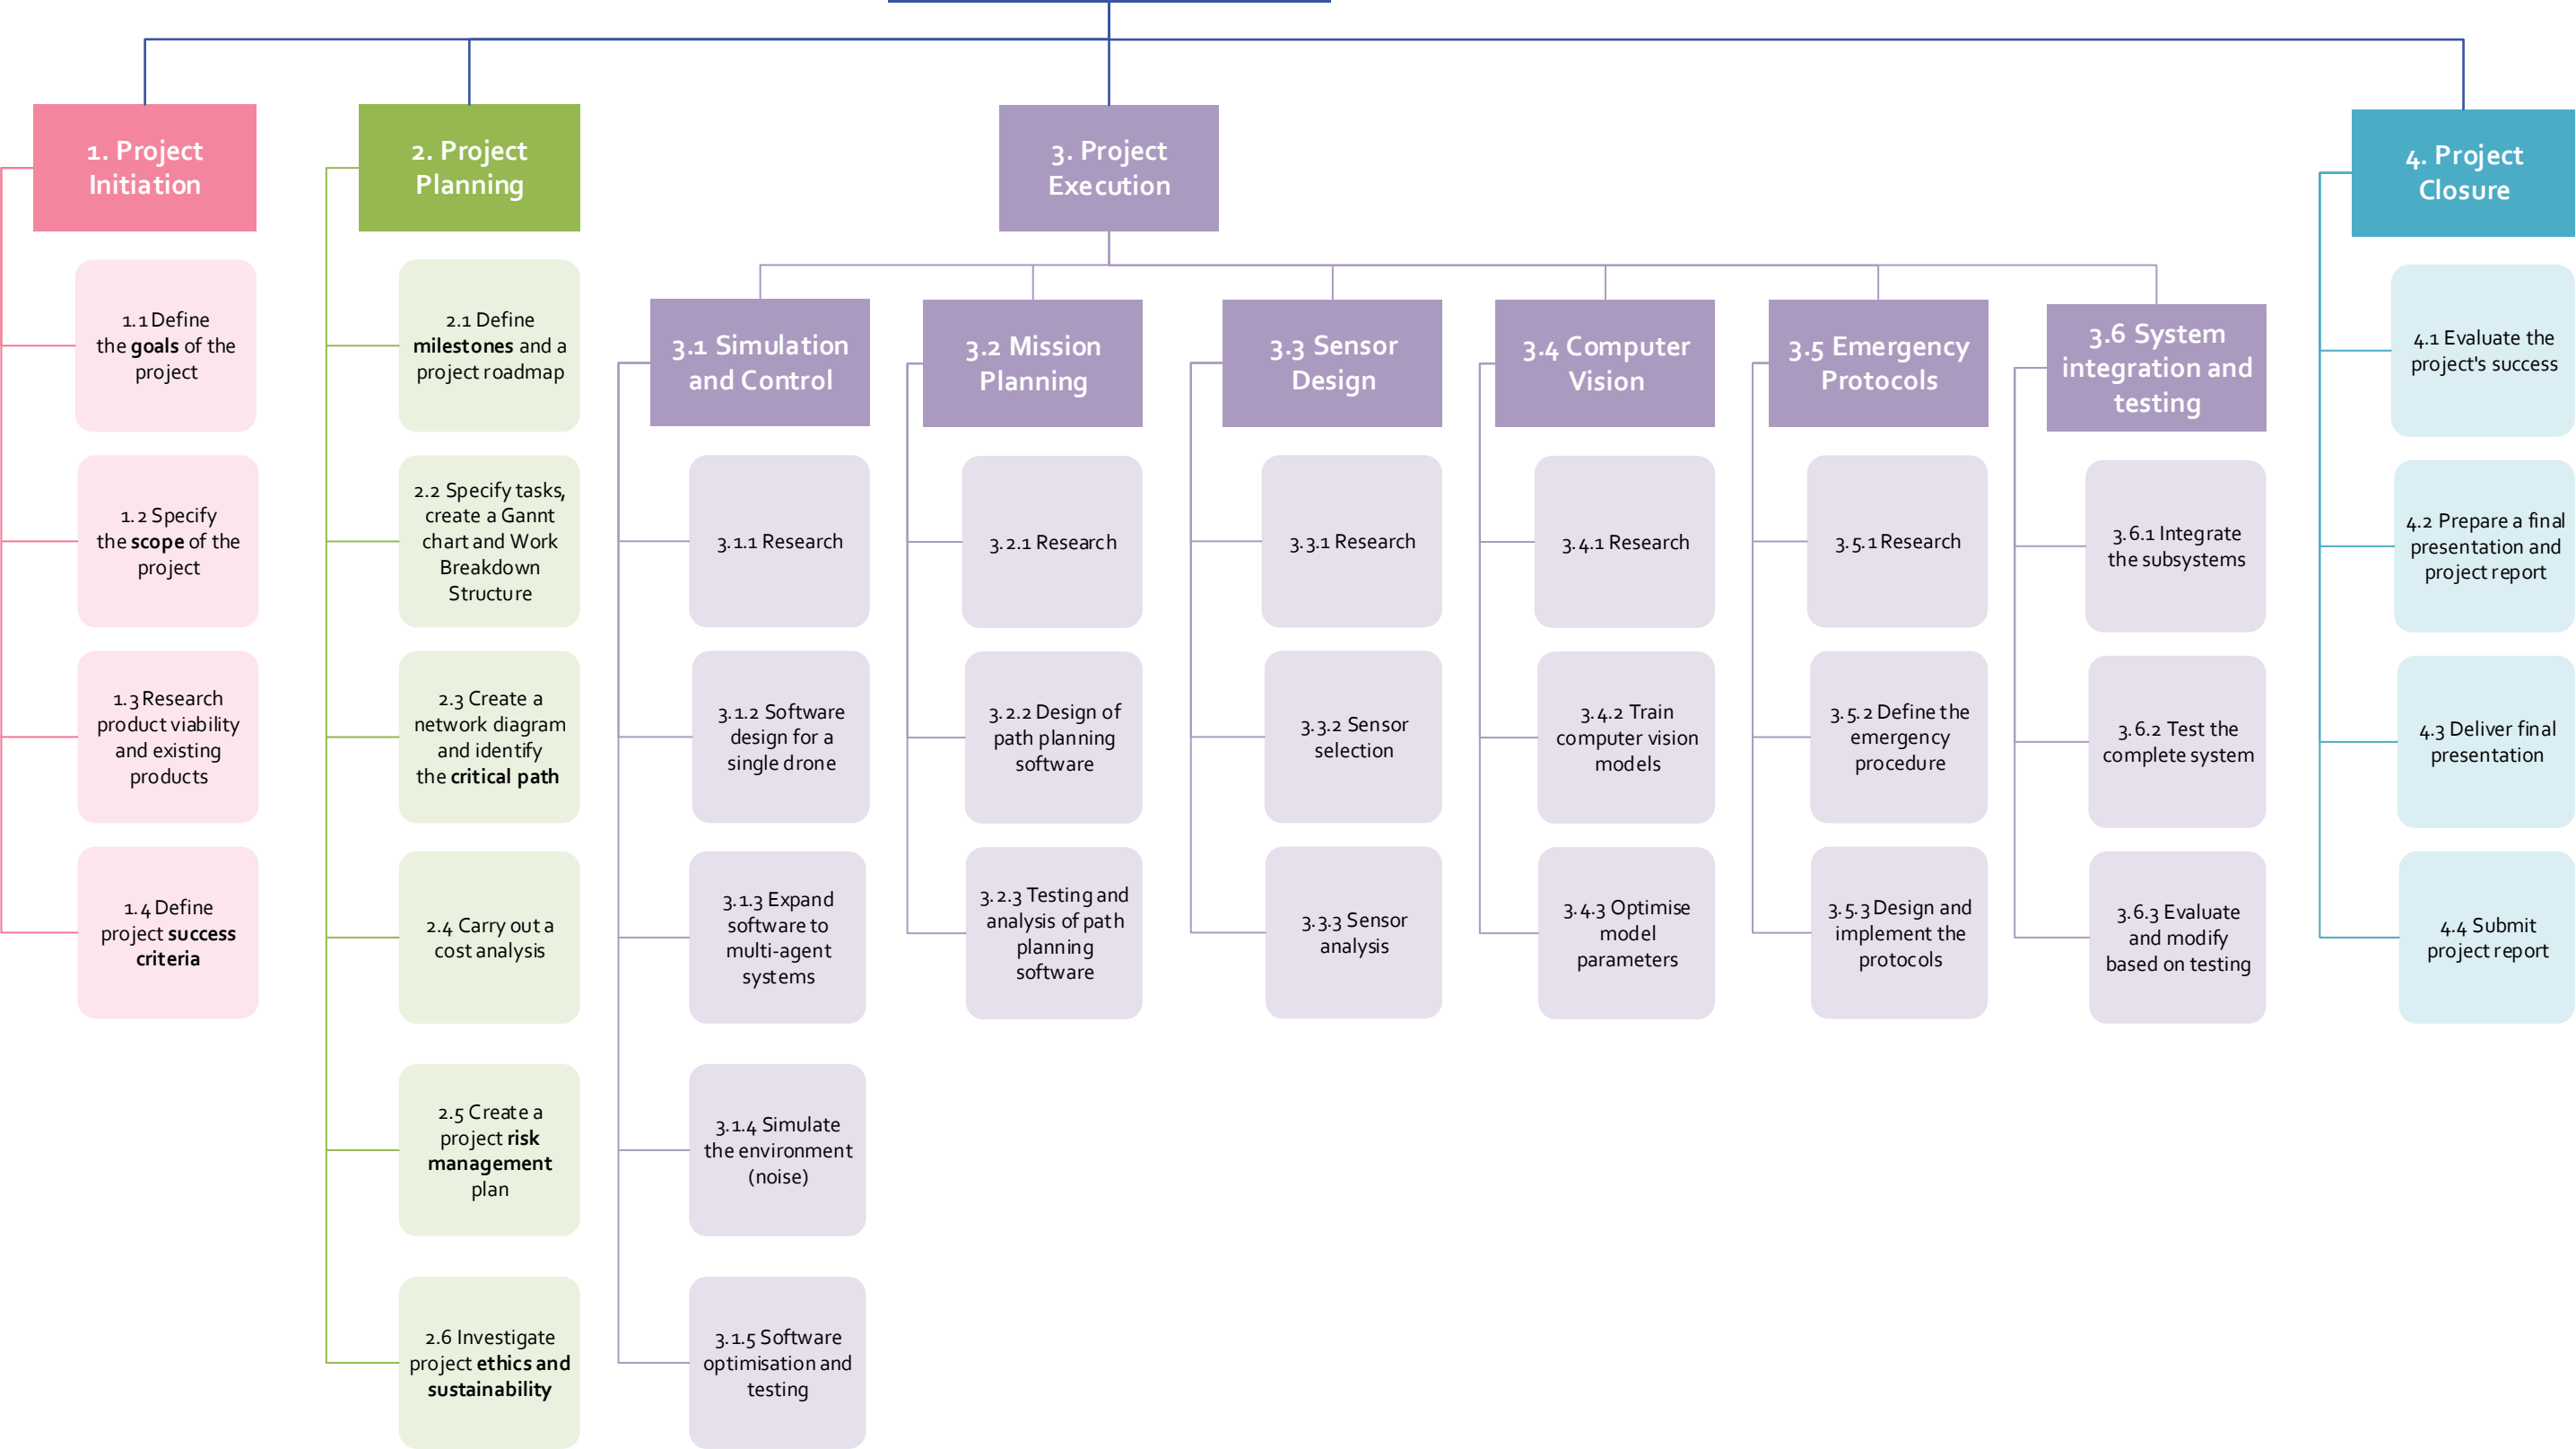 1. Project
Initiation
1.1 Define
the goals of the
project
1.2 Specify
the scope of the
project
1.3 Research
product viability
and existing
products
1.4 Define
project success
criteria
2. Project
Planning
2.1 Define
milestones and a
project roadmap
2.2 Specify tasks,
create a Gannt
chart and Work
Breakdown
Structure
2.3 Create a
network diagram
and identify
the critical path
2.4 Carry out a
cost analysis
2.5 Create a
project risk
management
plan
2.6 Investigate
project ethics and
sustainability
3. Project
Execution
3.1 Simulation
and Control
3.1.1 Research
3.1.2 Software
design for a
single drone
3.1.3 Expand
software to
multi-agent
systems
3.1.4 Simulate
the environment
(noise)
3.1.5 Software
optimisation and
testing
3.2 Mission
Planning
3.2.1 Research
3.2.2 Design of
path planning
software
3.2.3 Testing and
analysis of path
planning
software
3.3 Sensor
Design
3.3.1 Research
3.3.2 Sensor
selection
3.3.3 Sensor
analysis
3.4 Computer
Vision
3.4.1 Research
3.4.2 Train
computer vision
models
3.4.3 Optimise
model
parameters
3.5 Emergency
Protocols
3.5.1 Research
3.5.2 Define the
emergency
procedure
3.5.3 Design and
implement the
protocols
3.6 System
integration and
testing
3.6.1 Integrate
the subsystems
3.6.2 Test the
complete system
3.6.3 Evaluate
and modify
based on testing
4. Project
Closure
4.1 Evaluate the
project's success
4.2 Prepare a final
presentation and
project report
4.3 Deliver final
presentation
4.4 Submit
project report